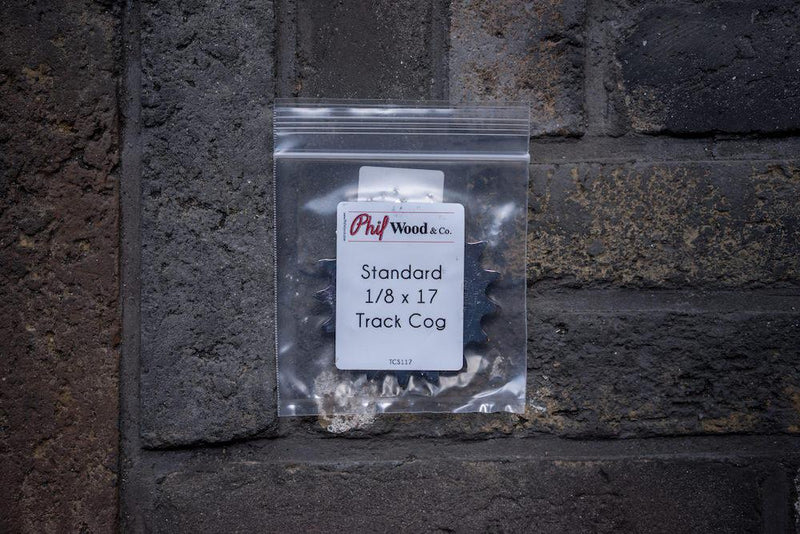 Phil Wood & Co.
Standard
1/8 x 17
Track Cog
TCS117